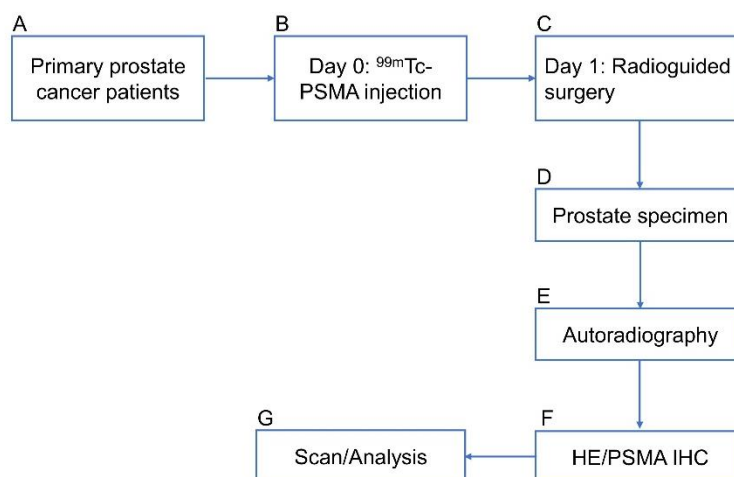 A
Primary prostate
cancer patients
B
Day 0: ⁹⁹ᵐTc-
PSMA injection
C
Day 1: Radioguided
surgery
D
Prostate specimen
E
Autoradiography
F
HE/PSMA IHC
G
Scan/Analysis